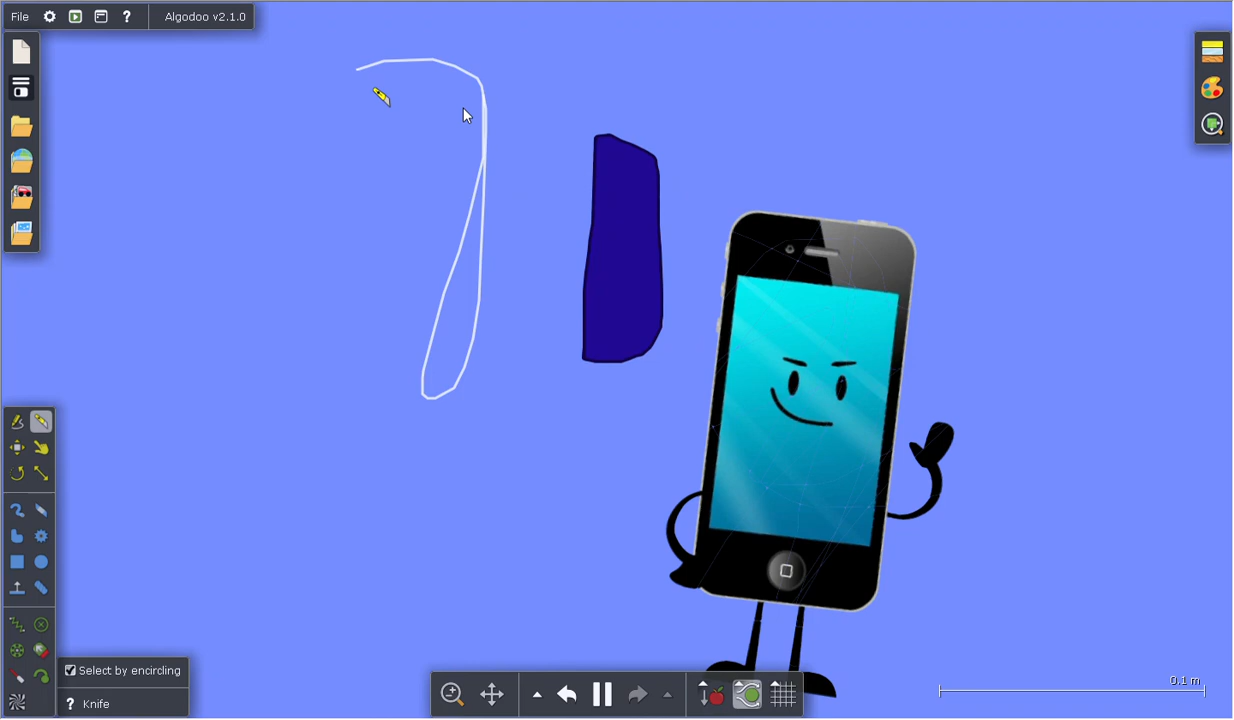 File ? Algodoo v2.1.0
Select by encircling
? Knife
0.1 m